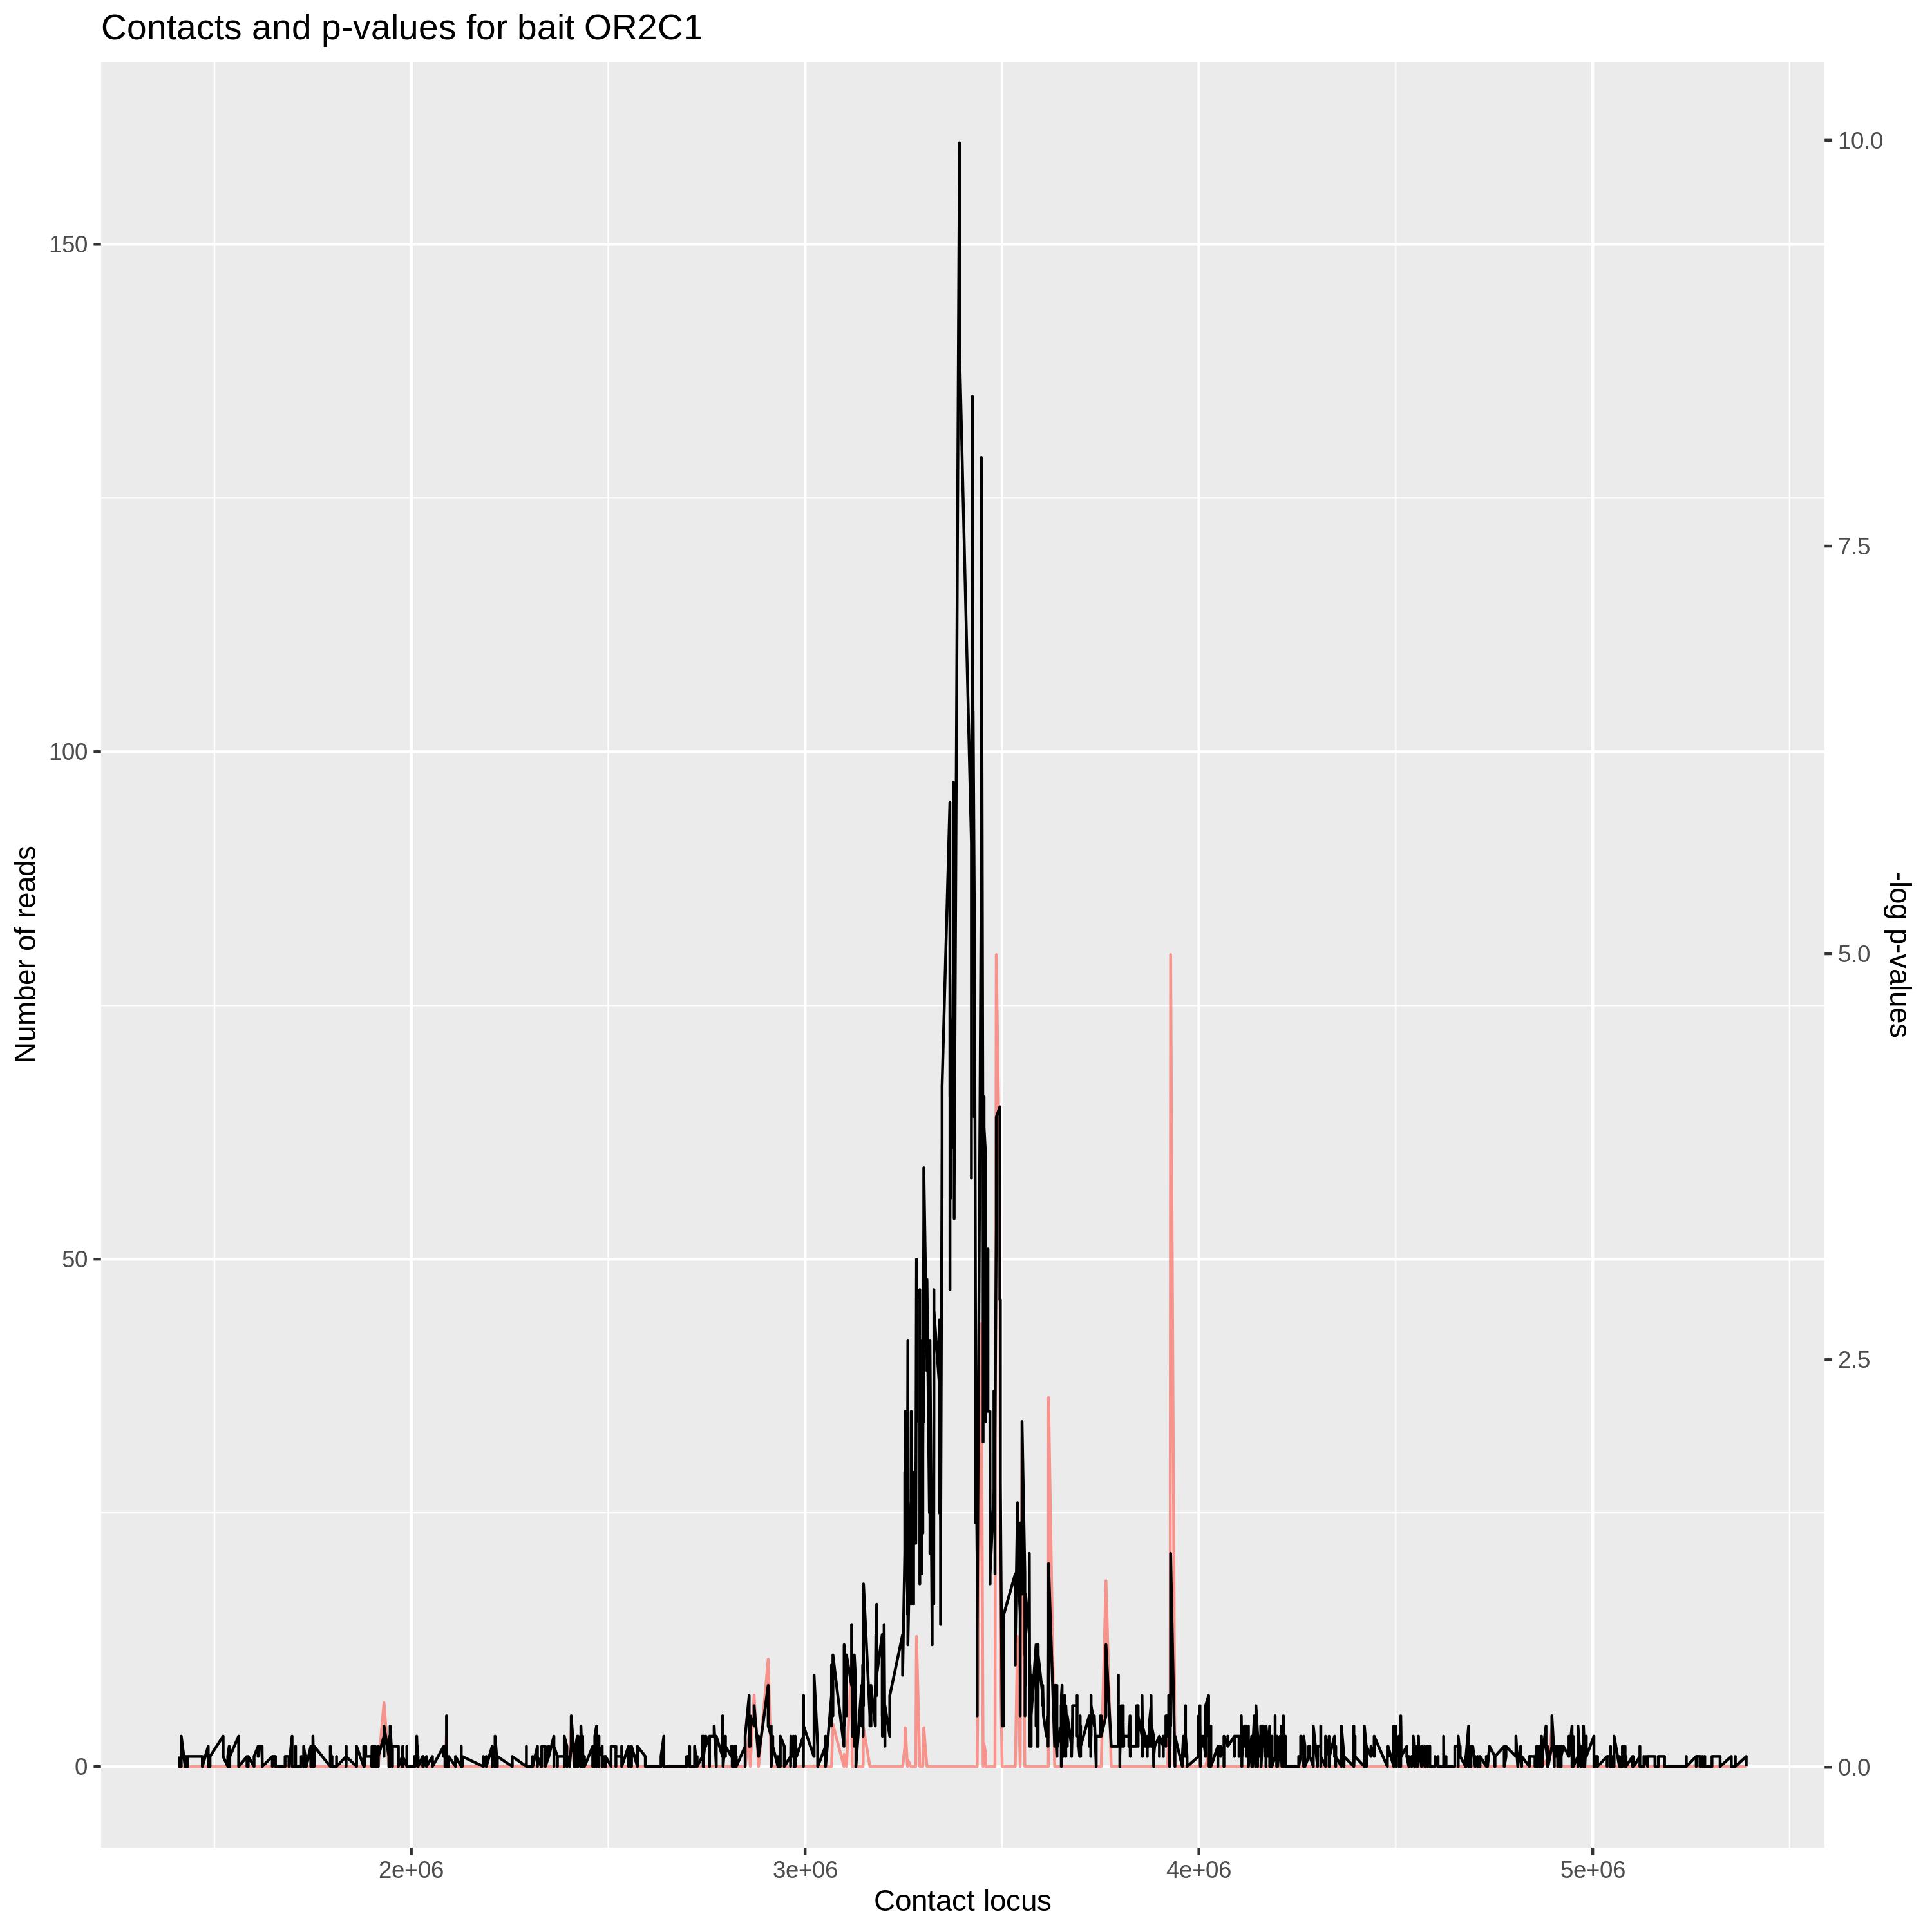 Contacts and p-values for bait OR2C1
150
100
50
0
Number of reads
10.0
7.5
5.0
2.5
0.0
-log p-values
2e+06
3e+06
4e+06
5e+06
Contact locus